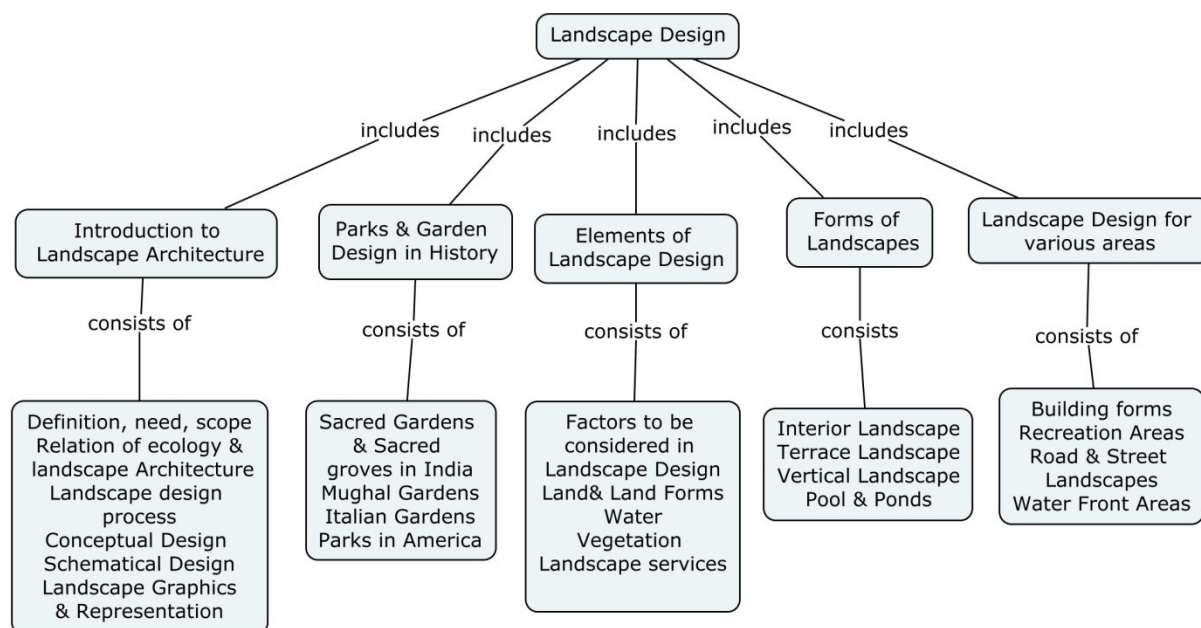 Landscape Design
includes
includes
includes
includes
includes
Introduction to
Landscape Architecture
Parks & Garden
Design in History
Elements of
Landscape Design
Forms of
Landscapes
Landscape Design for
various areas
consists of
consists of
consists of
consists
consists of
Definition, need, scope
Relation of ecology &
landscape Architecture
Landscape design
process
Conceptual Design
Schematical Design
Landscape Graphics
& Representation
Sacred Gardens
& Sacred
groves in India
Mughal Gardens
Italian Gardens
Parks in America
Factors to be
considered in
Landscape Design
Land& Land Forms
Water
Vegetation
Landscape services
Interior Landscape
Terrace Landscape
Vertical Landscape
Pool & Ponds
Building forms
Recreation Areas
Road & Street
Landscapes
Water Front Areas